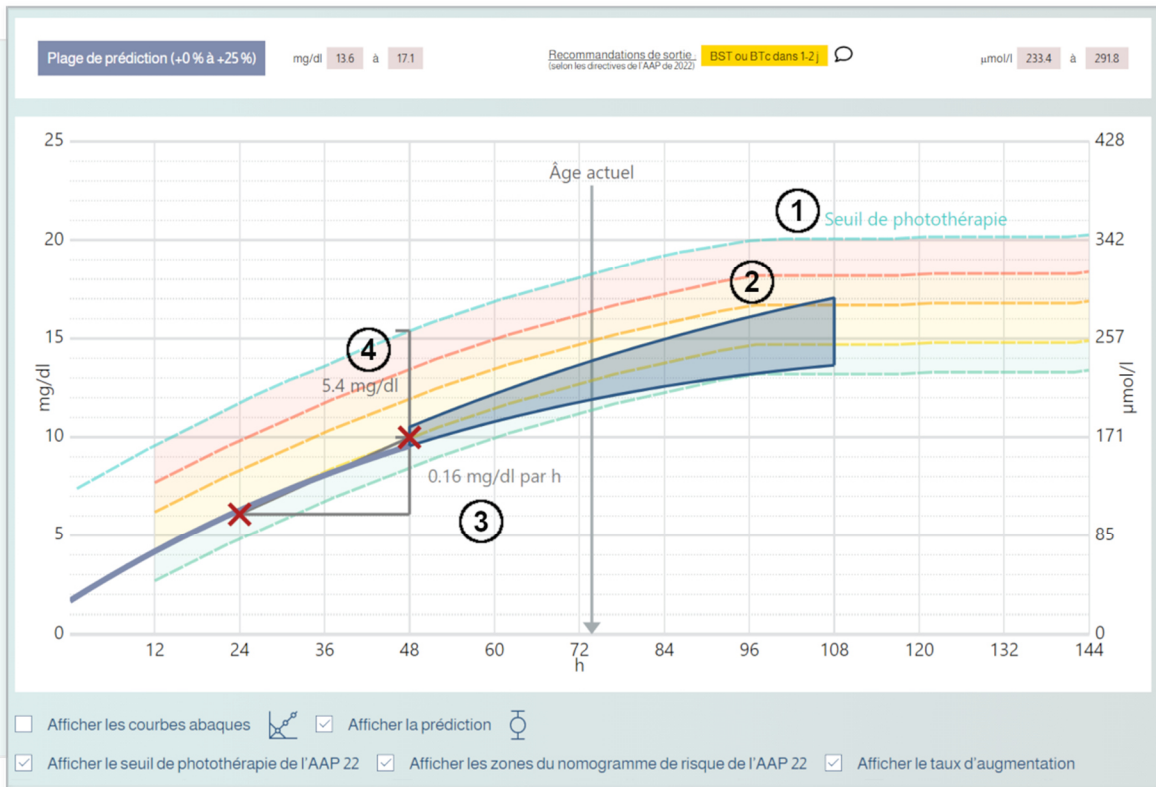 Plage de prédiction (+0 % à +25 %) mg/dl 13.6 à 17.1 Recommandations de sortie : BST ou BTc dans 1-2 j µmol/l 233.4 à 291.8
(selon les directives de l'AAP de 2022)
25 428
Âge actuel
1 Seuil de photothérapie
20 342
2
15 257
4
5.4 mg/dl
mg/dl µmol/l
10 171
0.16 mg/dl par h
3
5 85
0 0
12 24 36 48 60 72 84 96 108 120 132 144
h
Afficher les courbes abaques Afficher la prédiction
Afficher le seuil de photothérapie de l'AAP 22 Afficher les zones du nomogramme de risque de l'AAP 22 Afficher le taux d'augmentation